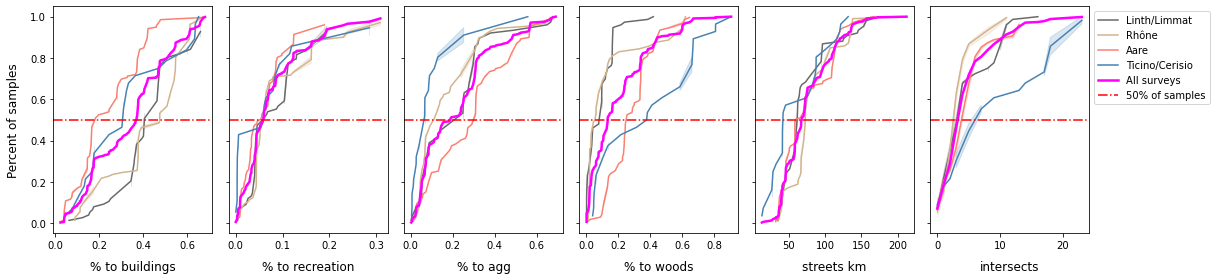 Percent of samples
1.0
0.8
0.6
0.4
0.2
0.0
0.0 0.2 0.4 0.6
% to buildings
0.0 0.1 0.2 0.3
% to recreation
0.0 0.2 0.4 0.6
% to agg
0.0 0.2 0.4 0.6 0.8
% to woods
50 100 150 200
streets km
0 10 20
intersects
Linth/Limmat
Rhône
Aare
Ticino/Cerisio
All surveys
50% of samples